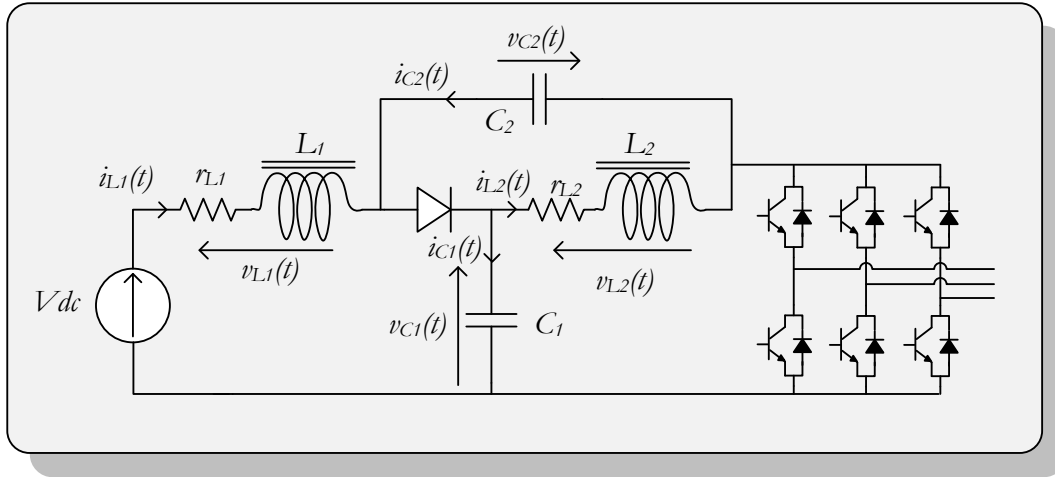 vC2(t)
iC2(t)
C2
L1
L2
iL1(t)
rL1
iL2(t)
rL2
iC1(t)
vL1(t)
vL2(t)
Vdc
vC1(t)
C1